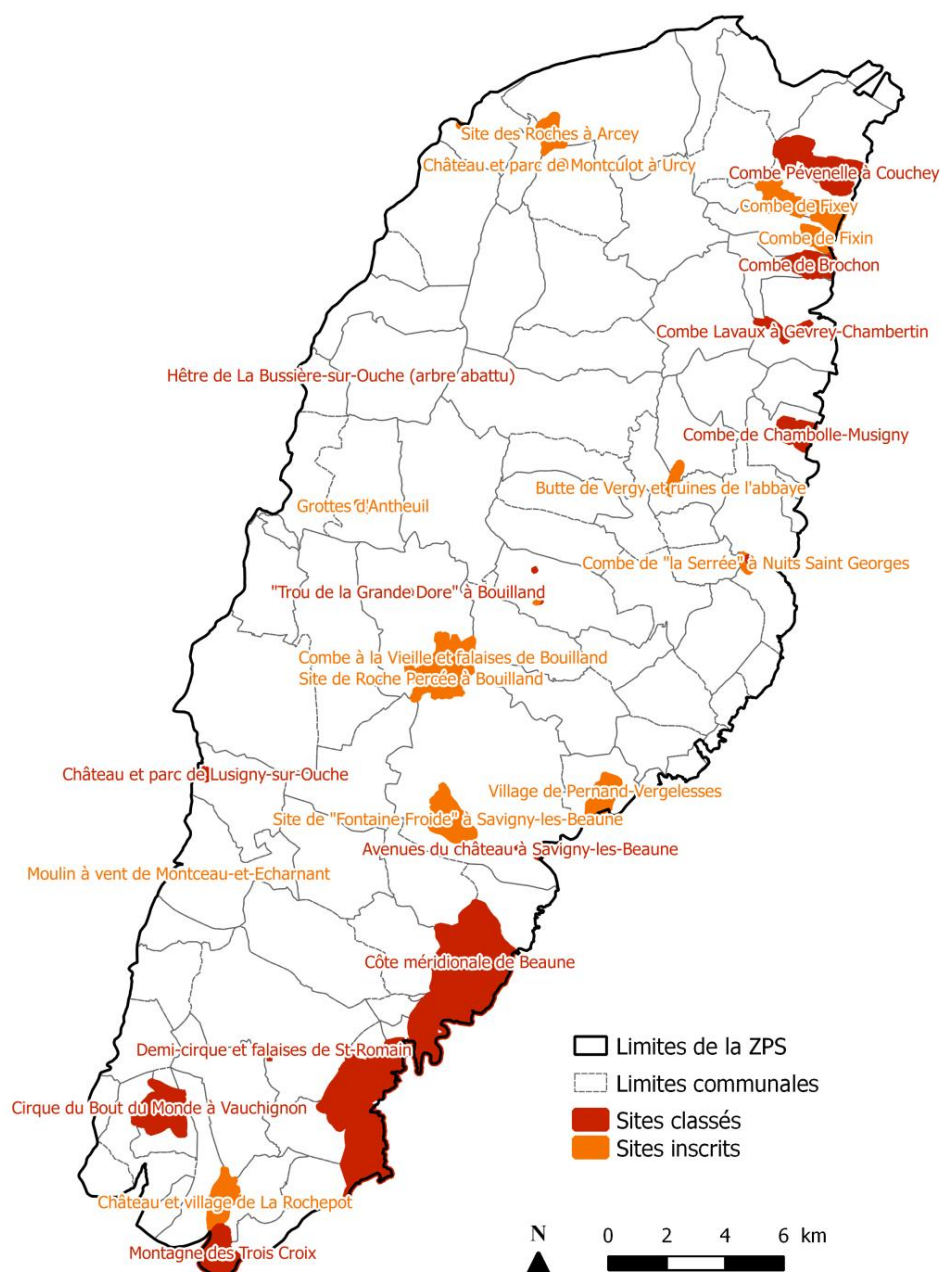 Site des Roches à Arcey
Château et parc de Montculot à Urcy
Combe Pévenelle à Couchey
Combe de Fixey
Combe de Fixin
Combe de Brochon
Combe Lavaux à Gevrey-Chambertin
Hêtre de La Bussière-sur-Ouche (arbre abattu)
Combe de Chambolle-Musigny
Butte de Vergy et ruines de l'abbaye
Grottes d'Antheuil
Combe de "la Serrée" à Nuits Saint Georges
"Trou de la Grande Dore" à Bouilland
Combe à la Vieille et falaises de Bouilland
Site de Roche Percée à Bouilland
Château et parc de Lusigny-sur-Ouche
Village de Pernand-Vergelesses
Site de "Fontaine Froide" à Savigny-les-Beaune
Avenues du château à Savigny-les-Beaune
Moulin à vent de Montceau-et-Echarnant
Côte méridionale de Beaune
Demi-cirque et falaises de St-Romain
Cirque du Bout du Monde à Vauchignon
Château et village de La Rochepot
Montagne des Trois Croix
Limites de la ZPS
Limites communales
Sites classés
Sites inscrits
N
0 2 4 6 km